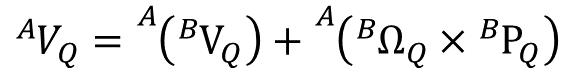 ᴬV_Q = ᴬ(ᴮV_Q) + ᴬ(ᴮΩ_Q × ᴮP_Q)